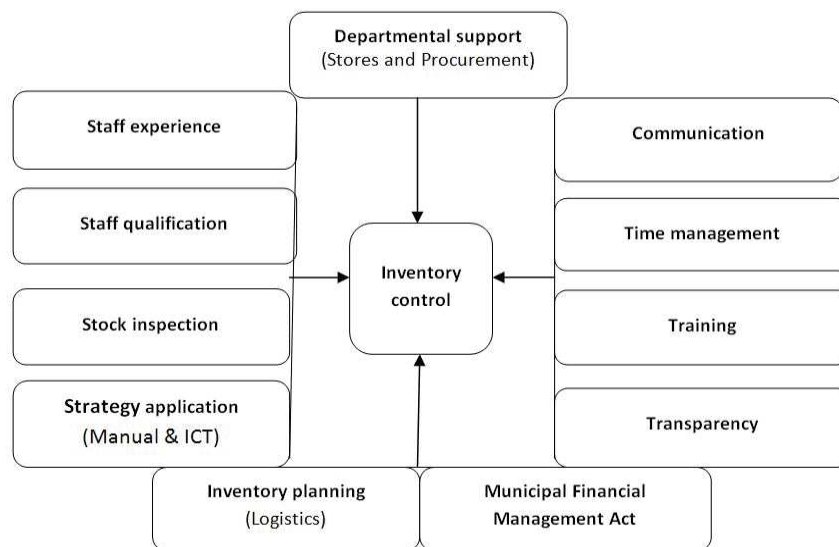 Departmental support
(Stores and Procurement)
Staff experience
Communication
Staff qualification
Time management
Inventory
control
Stock inspection
Training
Strategy application
(Manual & ICT)
Transparency
Inventory planning
(Logistics)
Municipal Financial
Management Act